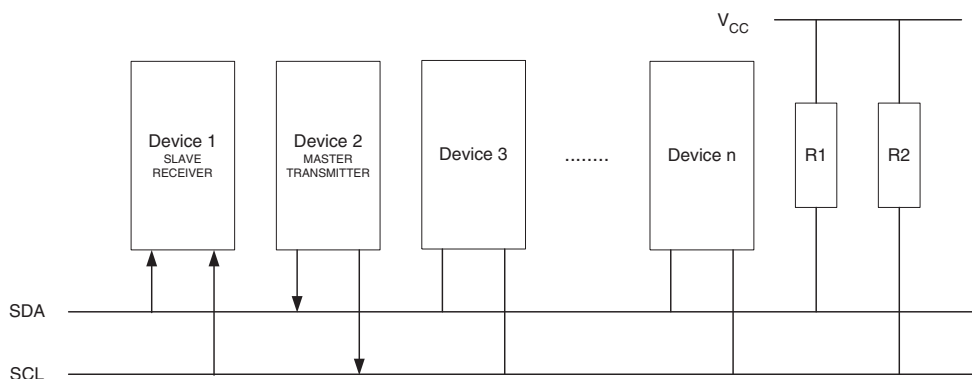 V_CC
Device 1
SLAVE
RECEIVER
Device 2
MASTER
TRANSMITTER
Device 3
........
Device n
R1
R2
SDA
SCL